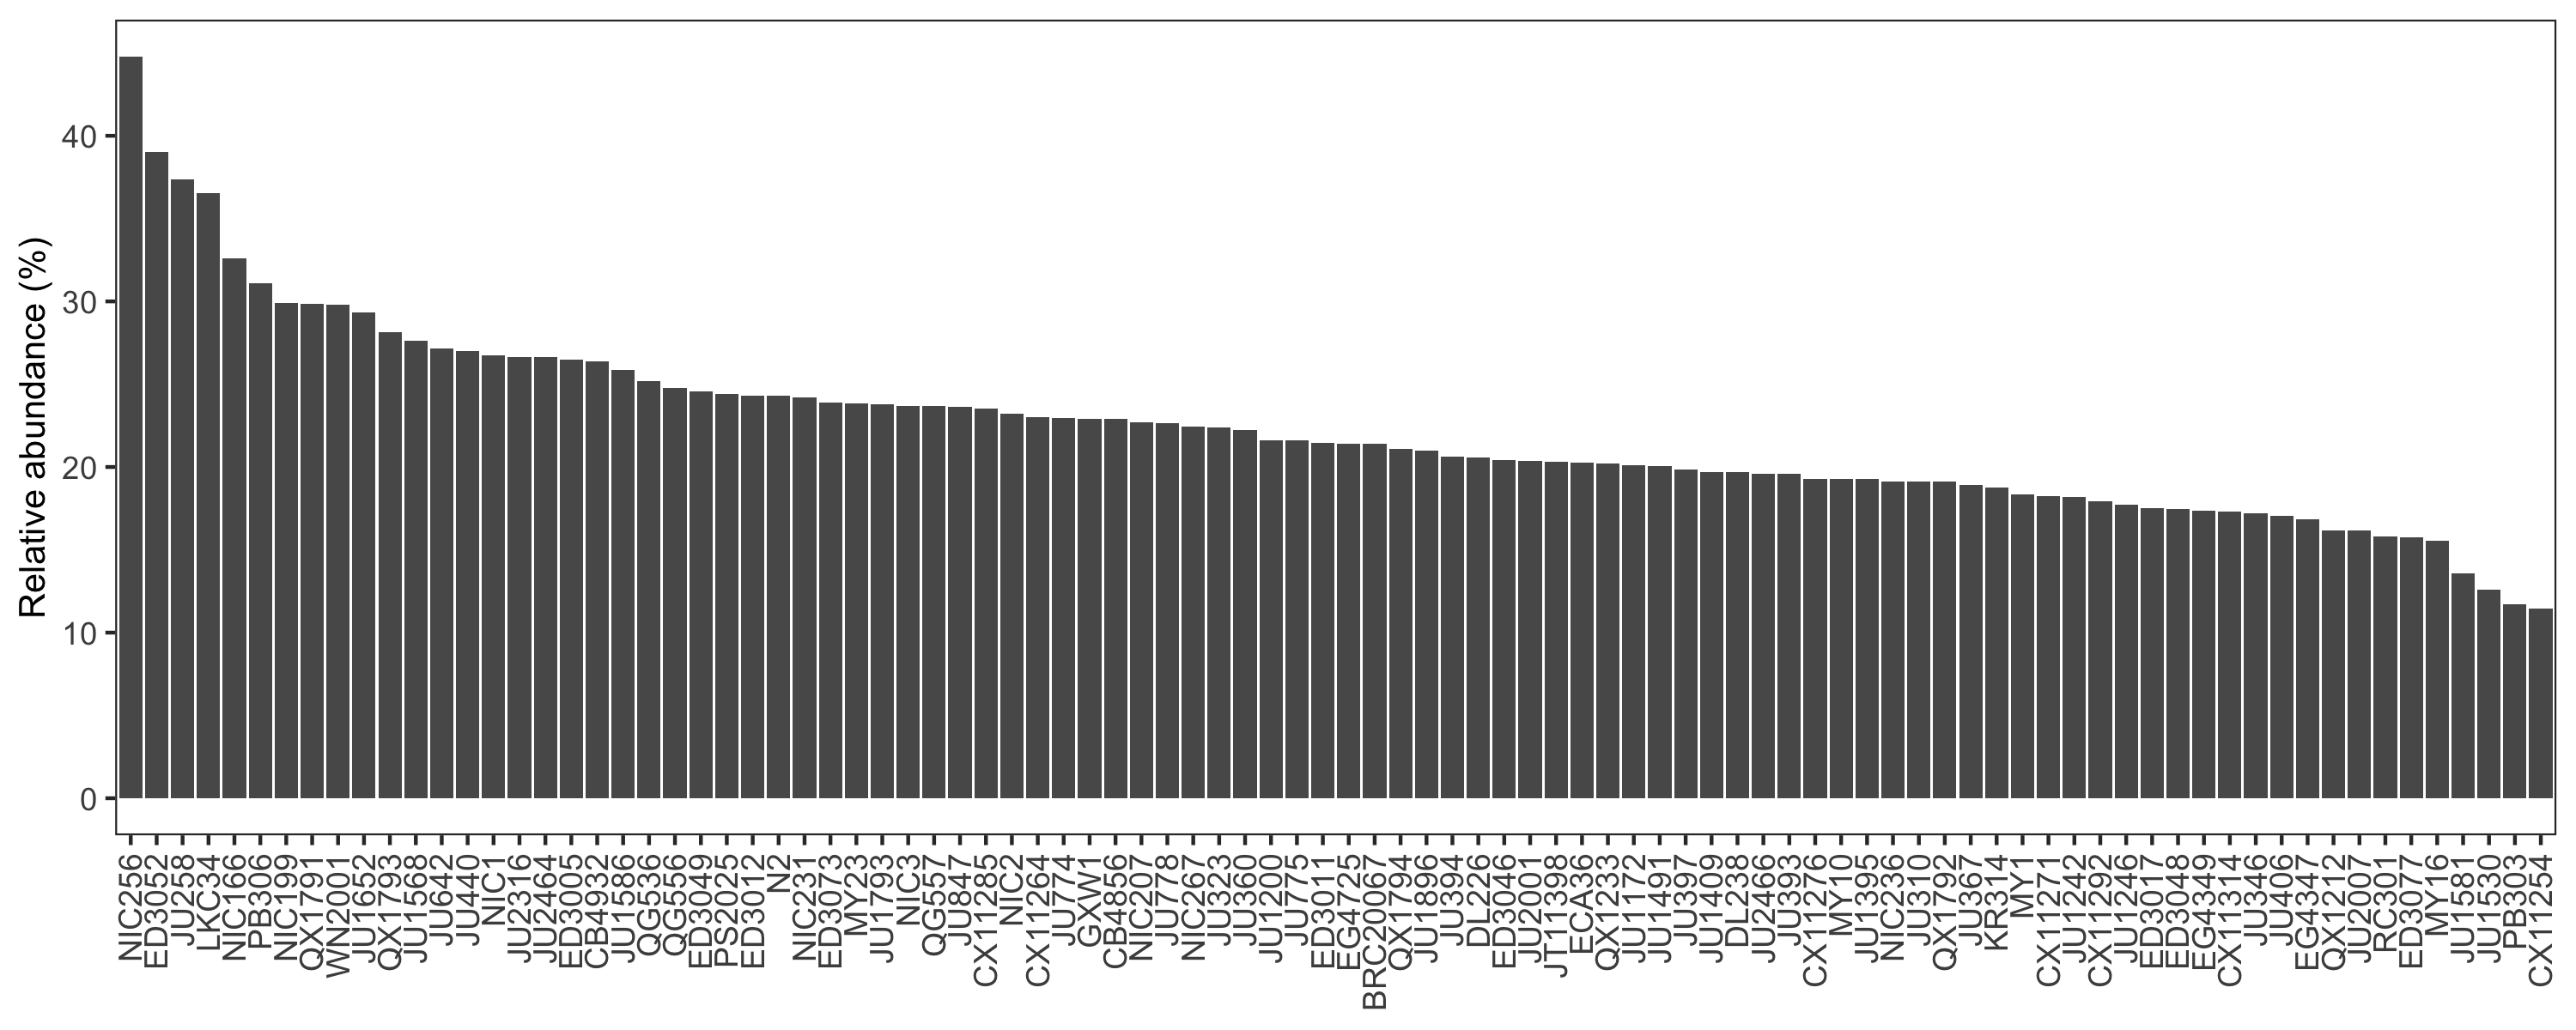 Relative abundance (%)
40
30
20
10
0
NIC256
ED3052
JU258
LKC34
NIC166
PB306
NIC199
QX1791
WN2001
JU1652
QX1793
JU1568
JU642
JU440
NIC1
JU2316
JU2464
ED3005
CB4932
JU1586
QG536
QG556
ED3049
PS2025
ED3012
N2
NIC231
ED3073
MY23
JU1793
NIC3
QG557
JU847
CX11285
NIC2
CX11264
JU774
GXW1
CB4856
NIC207
JU778
NIC267
JU323
JU360
JU1200
JU775
ED3011
EG4725
BRC20067
QX1794
JU1896
JU394
DL226
ED3046
JU2001
JT11398
ECA36
QX1233
JU1172
JU1491
JU397
JU1409
DL238
JU2466
JU393
CX11276
MY10
JU1395
NIC236
JU310
QX1792
JU367
KR314
MY1
CX11271
JU1242
CX11292
JU1246
ED3017
ED3048
EG4349
CX11314
JU346
JU406
EG4347
QX1212
JU2007
RC301
ED3077
MY16
JU1581
JU1530
PB303
CX11254